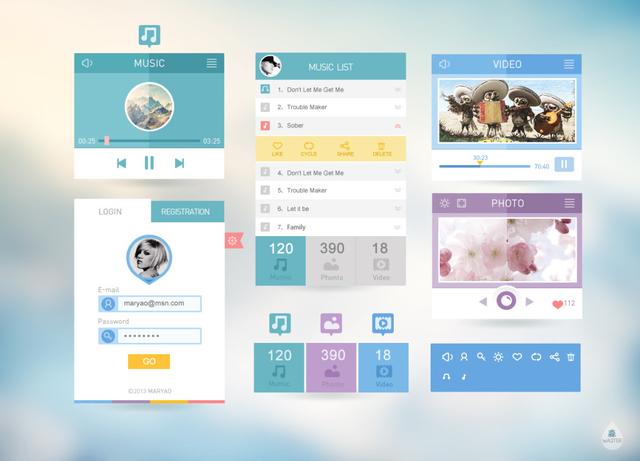 MUSIC
00:25
03:25
LOGIN
REGISTRATION
E-mail
maryao@msn.com
Password
GO
©2013 MARYAO
MUSIC LIST
1. Don't Let Me Get Me
2. Trouble Maker
3. Sober
LIKE
CYCLE
SHARE
DELETE
4. Don't Let Me Get Me
5. Trouble Maker
6. Let it be
7. Family
120
Music
390
Phonto
18
Video
120
Music
390
Phonto
18
Video
VIDEO
30:23
70:40
PHOTO
112
WASTER